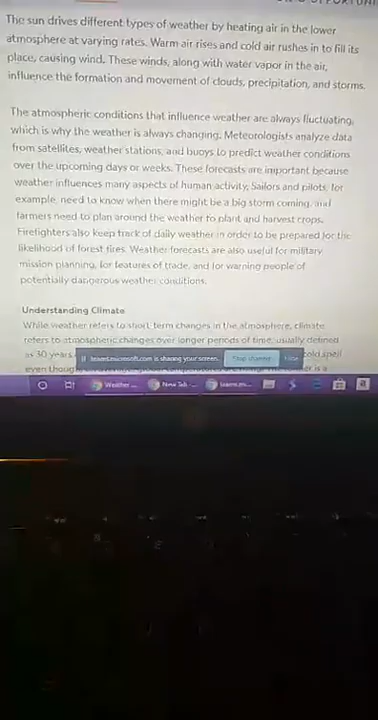 The sun drives different types of weather by heating air in the lower
atmosphere at varying rates. Warm air rises and cold air rushes in to fill its
place, causing wind. These winds, along with water vapor in the air,
influence the formation and movement of clouds, precipitation, and storms.
The atmospheric conditions that influence weather are always fluctuating,
which is why the weather is always changing. Meteorologists analyze data
from satellites, weather stations, and buoys to predict weather conditions
over the upcoming days or weeks. These forecasts are important because
weather influences many aspects of human activity. Sailors and pilots, for
example, need to know when there might be a big storm coming, and
farmers need to plan around the weather to plant and harvest crops.
Firefighters also keep track of daily weather in order to be prepared for the
likelihood of forest fires. Weather forecasts are also useful for military
mission planning, for features of trade, and for warning people of
potentially dangerous weather conditions.
Understanding Climate
While weather refers to short-term changes in the atmosphere, climate
refers to atmospheric changes over longer periods of time, usually defined
as 30 years cold spell
teams.microsoft.com is sharing your screen. Stop sharing Hide
even though
Weather ... New Tab -...